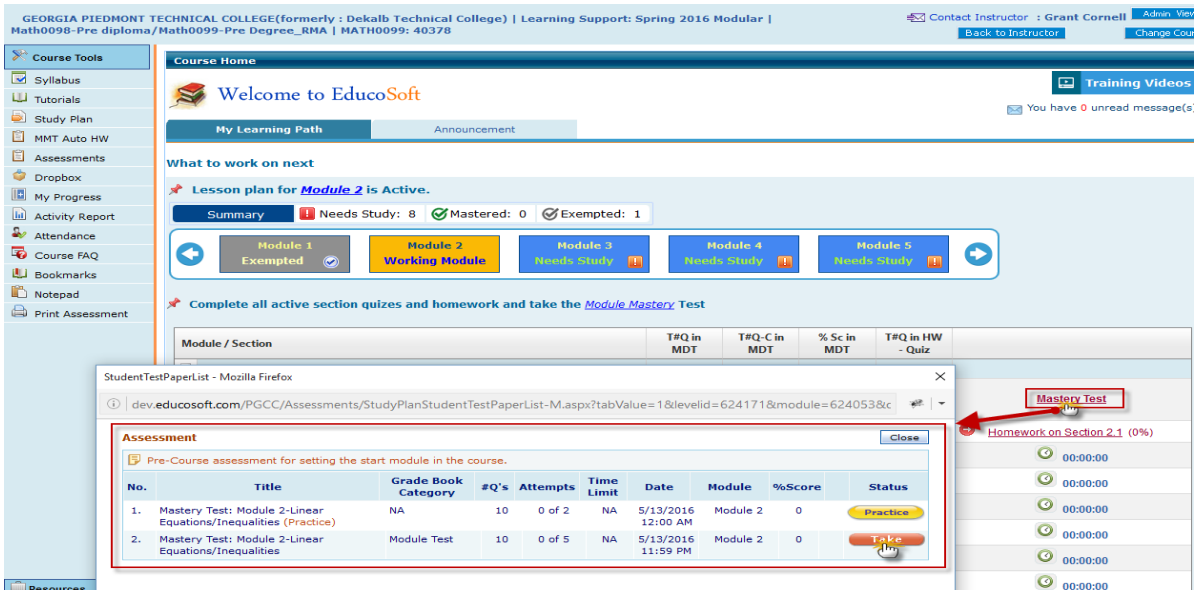 GEORGIA PIEDMONT TECHNICAL COLLEGE(formerly : Dekalb Technical College) | Learning Support: Spring 2016 Modular |
Math0098-Pre diploma/Math0099-Pre Degree_RMA | MATH0099: 40378
Contact Instructor : Grant Cornell
Admin View
Back to Instructor
Change Cour
Course Tools
Syllabus
Tutorials
Study Plan
MMT Auto HW
Assessments
Dropbox
My Progress
Activity Report
Attendance
Course FAQ
Bookmarks
Notepad
Print Assessment
Resources
Course Home
Welcome to EducoSoft
Training Videos
You have 0 unread message(s)
My Learning Path
Announcement
What to work on next
Lesson plan for Module 2 is Active.
Summary
Needs Study: 8
Mastered: 0
Exempted: 1
Module 1
Exempted
Module 2
Working Module
Module 3
Needs Study
Module 4
Needs Study
Module 5
Needs Study
Complete all active section quizes and homework and take the Module Mastery Test
Module / Section
T#Q in
MDT
T#Q-C in
MDT
% Sc in
MDT
T#Q in HW
- Quiz
Mastery Test
Homework on Section 2.1 (0%)
00:00:00
00:00:00
00:00:00
00:00:00
00:00:00
00:00:00
StudentTestPaperList - Mozilla Firefox
dev.educosoft.com/PGCC/Assessments/StudyPlanStudentTestPaperList-M.aspx?tabValue=1&levelid=624171&module=624053&c
Assessment
Close
Pre-Course assessment for setting the start module in the course.
No.
Title
Grade Book
Category
#Q's
Attempts
Time
Limit
Date
Module
%Score
Status
1. Mastery Test: Module 2-Linear NA 10 0 of 2 NA 5/13/2016 Module 2 0 Practice
Equations/Inequalities (Practice) 12:00 AM
2. Mastery Test: Module 2-Linear Module Test 10 0 of 5 NA 5/13/2016 Module 2 0 Take
Equations/Inequalities 11:59 PM